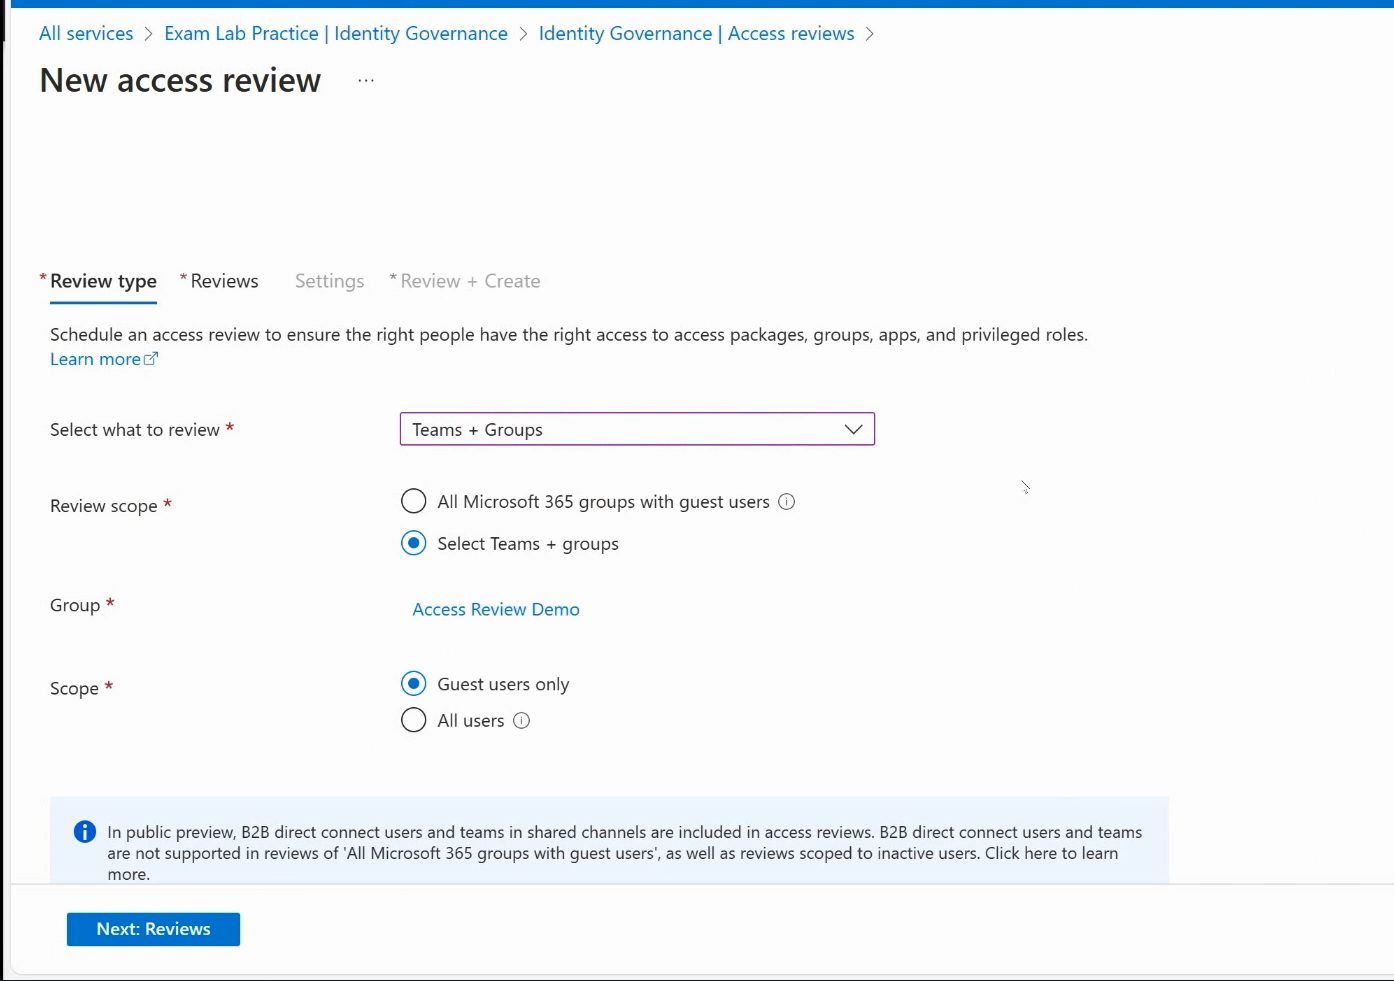 All services > Exam Lab Practice | Identity Governance > Identity Governance | Access reviews >
New access review ...
*Review type *Reviews Settings *Review + Create
Schedule an access review to ensure the right people have the right access to access packages, groups, apps, and privileged roles.
Learn more
Select what to review * Teams + Groups
Review scope * All Microsoft 365 groups with guest users
Select Teams + groups
Group * Access Review Demo
Scope * Guest users only
All users
In public preview, B2B direct connect users and teams in shared channels are included in access reviews. B2B direct connect users and teams
are not supported in reviews of 'All Microsoft 365 groups with guest users', as well as reviews scoped to inactive users. Click here to learn
more.
Next: Reviews